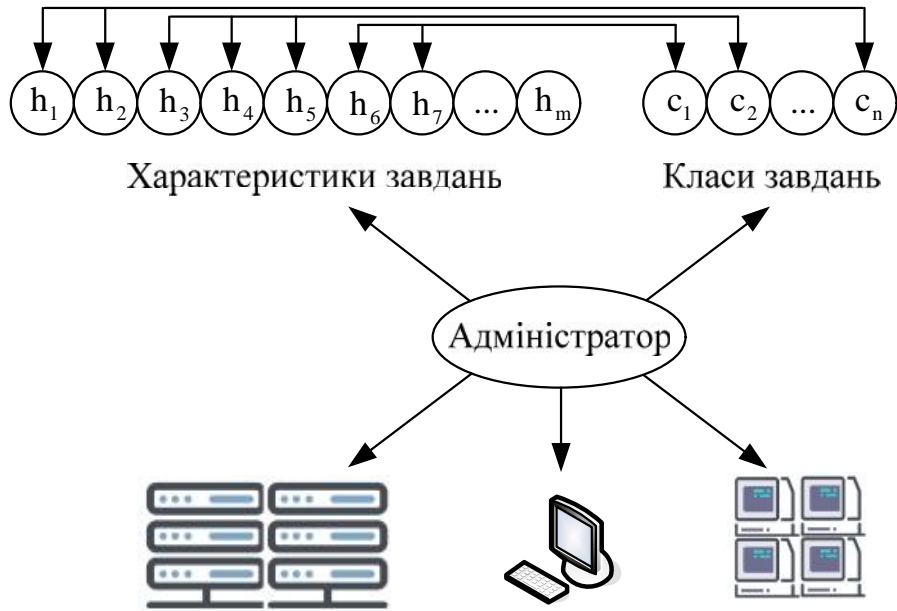 h₁ h₂ h₃ h₄ h₅ h₆ h₇ ... hₘ c₁ c₂ ... cₙ
Характеристики завдань Класи завдань
Адміністратор